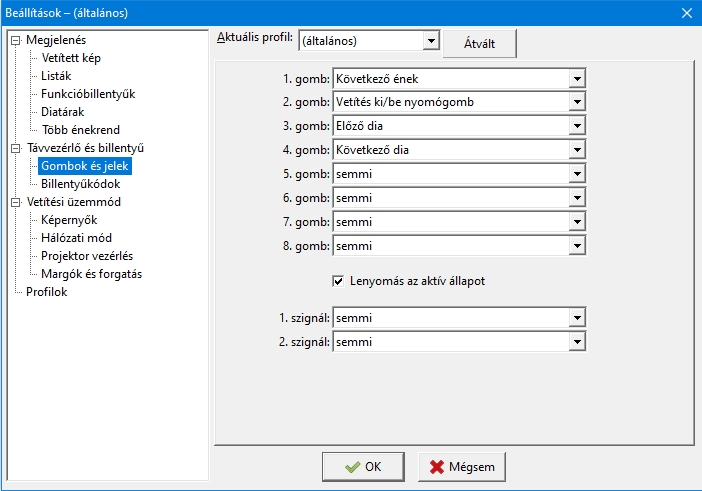 Beállítások – (általános)
Megjelenés
Vetített kép
Listák
Funkcióbillentyűk
Diatárak
Több énekrend
Távvezérlő és billentyű
Gombok és jelek
Billentyűkódok
Vetítési üzemmód
Képernyők
Hálózati mód
Projektor vezérlés
Margók és forgatás
Profilok
Aktuális profil: (általános) Átvált
1. gomb: Következő ének
2. gomb: Vetítés ki/be nyomógomb
3. gomb: Előző dia
4. gomb: Következő dia
5. gomb: semmi
6. gomb: semmi
7. gomb: semmi
8. gomb: semmi
Lenyomás az aktív állapot
1. szignál: semmi
2. szignál: semmi
OK Mégsem